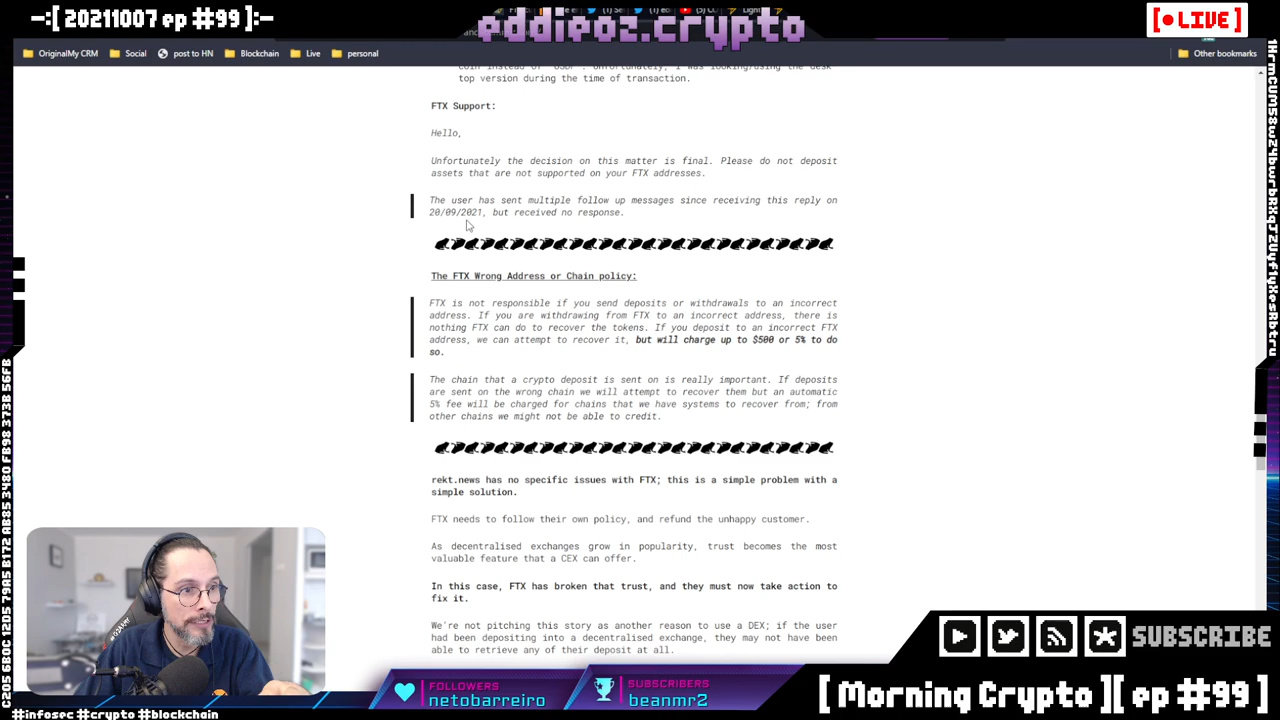 -:[ 20211007 ep #99 ]:-
eddieoz.crypto
[ LIVE ]
OriginalMy CRM Social post to HN Blockchain Live personal Other bookmarks
top version during the time of transaction.
FTX Support:
Hello,
Unfortunately the decision on this matter is final. Please do not deposit
assets that are not supported on your FTX addresses.
The user has sent multiple follow up messages since receiving this reply on
20/09/2021, but received no response.
The FTX Wrong Address or Chain policy:
FTX is not responsible if you send deposits or withdrawals to an incorrect
address. If you are withdrawing from FTX to an incorrect address, there is
nothing FTX can do to recover the tokens. If you deposit to an incorrect FTX
address, we can attempt to recover it, but will charge up to $500 or 5% to do
so.
The chain that a crypto deposit is sent on is really important. If deposits
are sent on the wrong chain we will attempt to recover them but an automatic
5% fee will be charged for chains that we have systems to recover from; from
other chains we might not be able to credit.
rekt.news has no specific issues with FTX; this is a simple problem with a
simple solution.
FTX needs to follow their own policy, and refund the unhappy customer.
As decentralised exchanges grow in popularity, trust becomes the most
valuable feature that a CEX can offer.
In this case, FTX has broken that trust, and they must now take action to
fix it.
We're not pitching this story as another reason to use a DEX; if the user
had been depositing into a decentralised exchange, they may not have been
able to retrieve any of their deposit at all.
SUBSCRIBE
FOLLOWERS
netobarreiro
SUBSCRIBERS
beanmr2
[ Morning Crypto ][ ep #99 ]
#infosec #crypto #blockchain